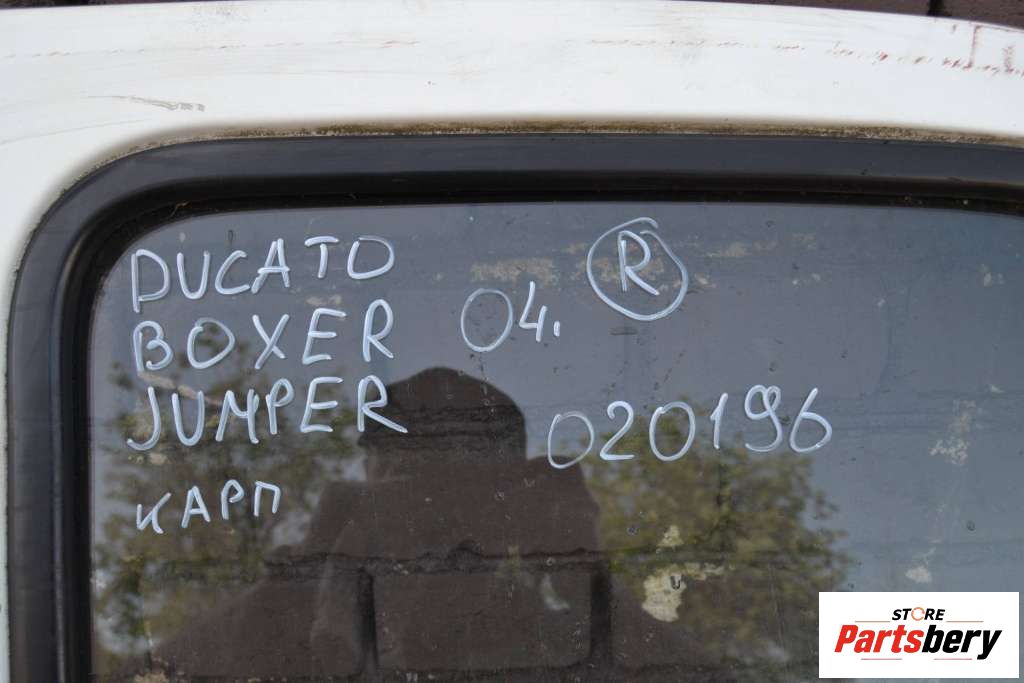 DUCATO
BOXER 04. R
JUMPER
020196
КАРП
STORE
Partsbery